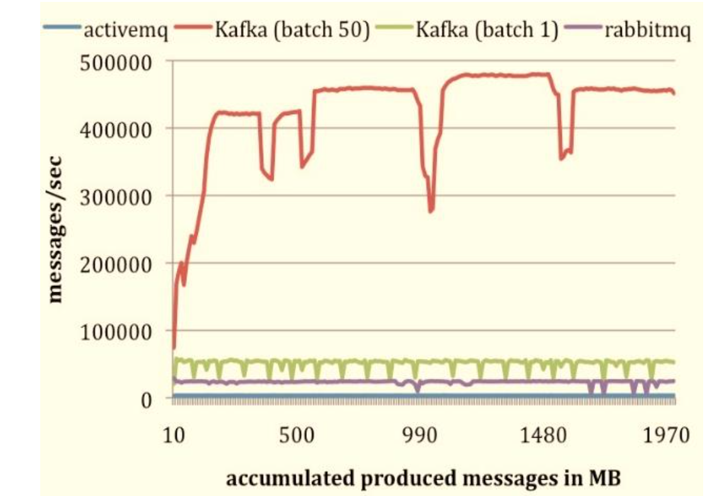 activemq Kafka (batch 50) Kafka (batch 1) rabbitmq
500000
400000
300000
200000
100000
0
messages/sec
10 500 990 1480 1970
accumulated produced messages in MB